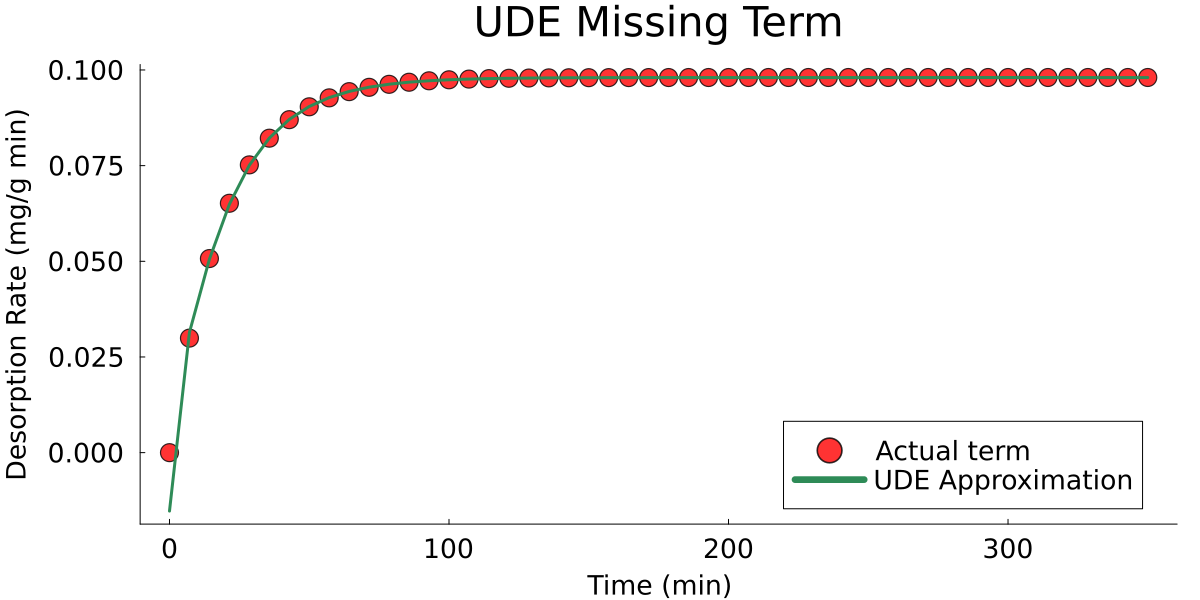 UDE Missing Term
Desorption Rate (mg/g min)
0.100
0.075
0.050
0.025
0.000
Actual term
UDE Approximation
0
100
200
300
Time (min)